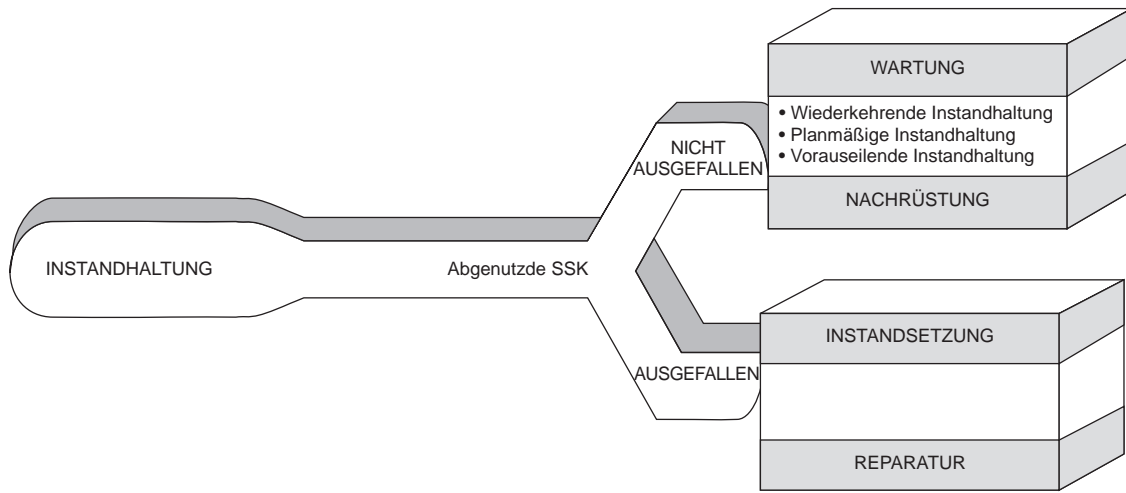 WARTUNG
• Wiederkehrende Instandhaltung
• Planmäßige Instandhaltung
• Vorauseilende Instandhaltung
NACHRÜSTUNG
NICHT
AUSGEFALLEN
INSTANDHALTUNG
Abgenutzde SSK
AUSGEFALLEN
INSTANDSETZUNG
REPARATUR